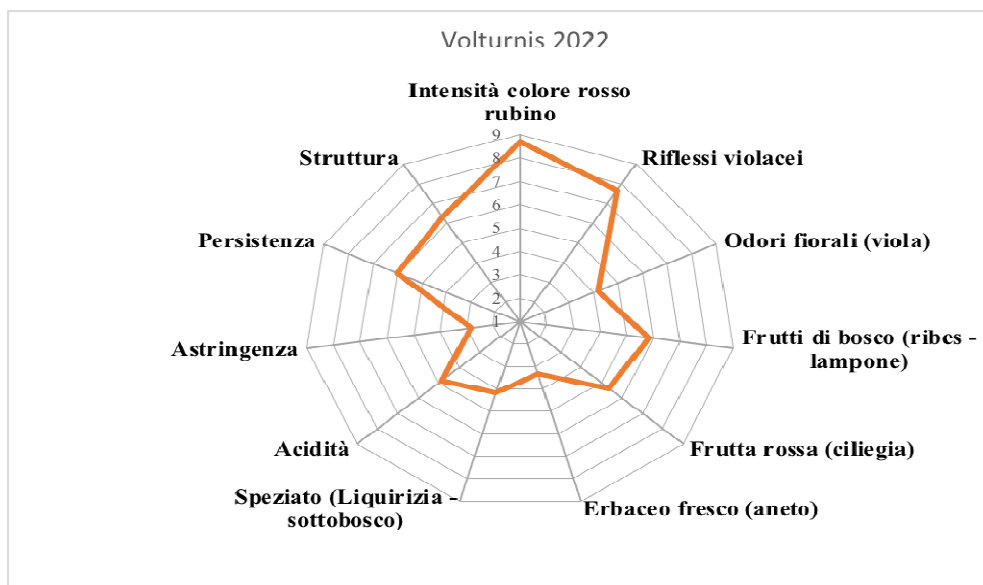 Volturnis 2022
Intensità colore rosso
rubino
9
8
7
6
5
4
3
2
1
Struttura
Riflessi violacei
Persistenza
Odori fiorali (viola)
Astringenza
Frutti di bosco (ribes -
lampone)
Acidità
Frutta rossa (ciliegia)
Speziato (Liquirizia -
sottobosco)
Erbaceo fresco (aneto)